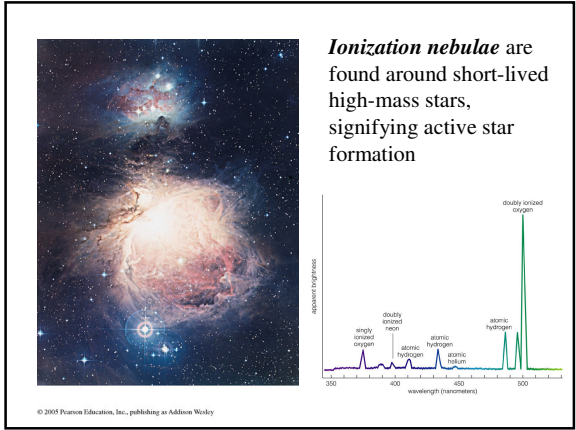 Ionization nebulae are
found around short-lived
high-mass stars,
signifying active star
formation
doubly ionized
oxygen
apparent brightness
singly
ionized
oxygen
doubly
ionized
neon
atomic
hydrogen
atomic
hydrogen
atomic
helium
atomic
hydrogen
350
400
450
500
wavelength (nanometers)
© 2005 Pearson Education, Inc., publishing as Addison Wesley